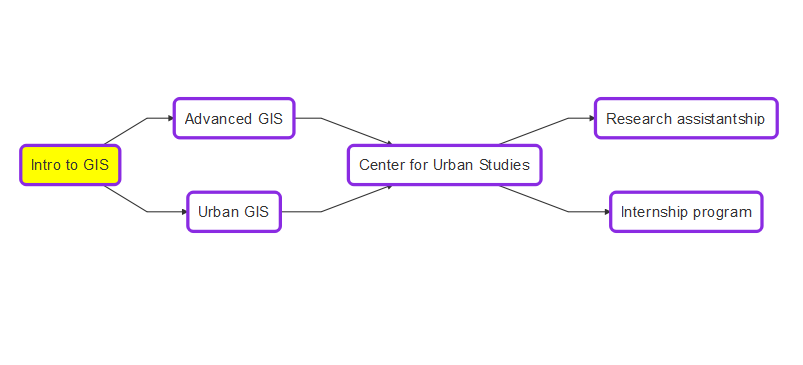 Intro to GIS
Advanced GIS
Urban GIS
Center for Urban Studies
Research assistantship
Internship program